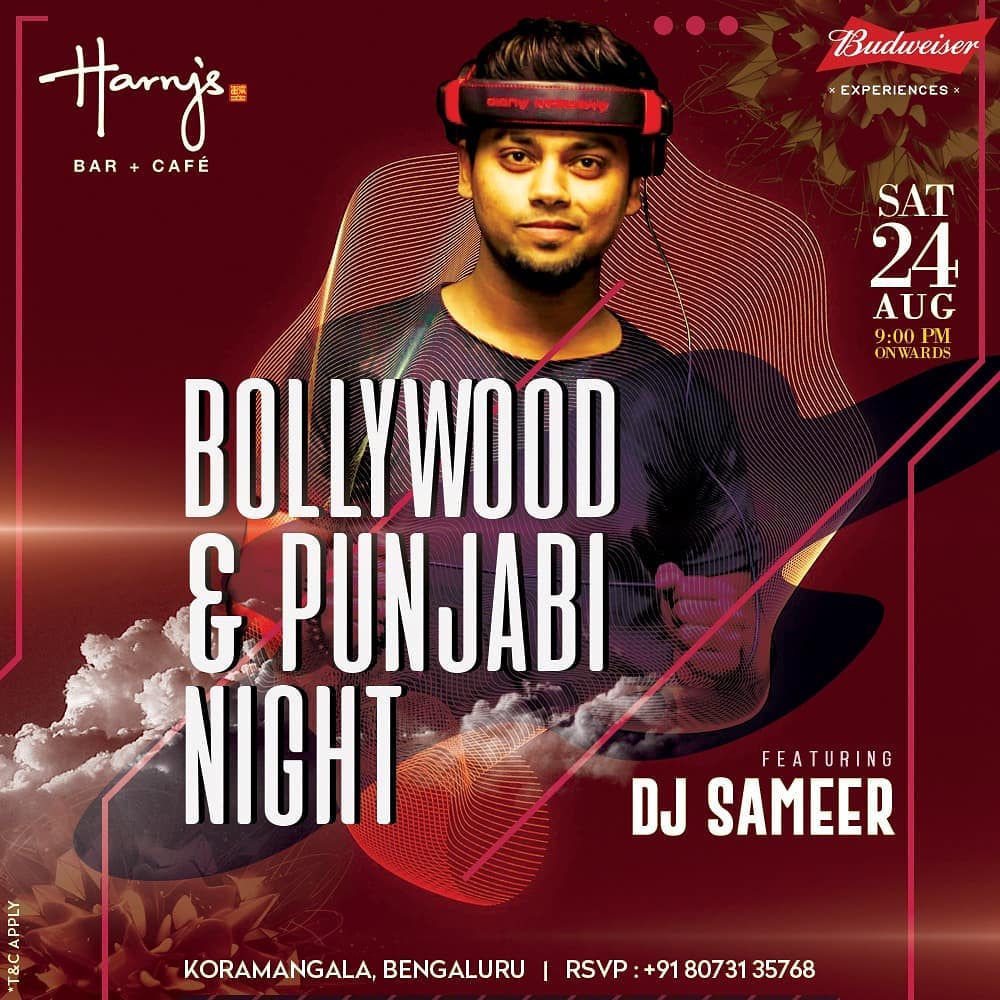 Harry's
BAR + CAFÉ
Budweiser
× EXPERIENCES ×
SAT
24
AUG
9:00 PM
ONWARDS
BOLLYWOOD
& PUNJABI
NIGHT
FEATURING
DJ SAMEER
*T&C APPLY
KORAMANGALA, BENGALURU | RSVP : +91 80731 35768